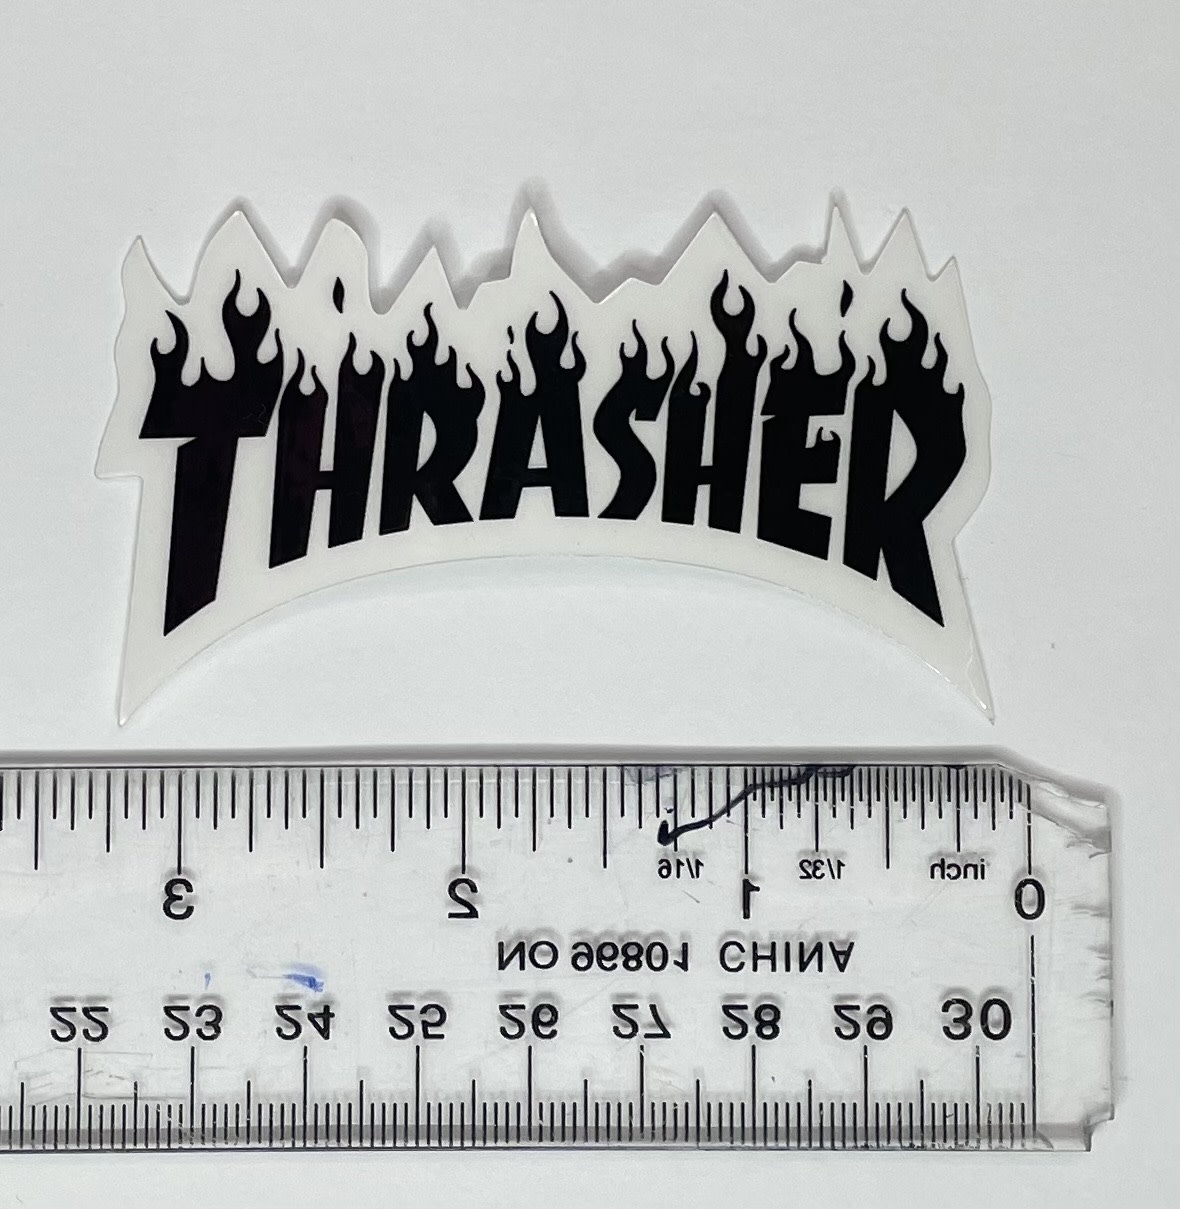 THRASHER
1/16 1/32 inch
3 2 1 0
NO 96801 CHINA
22 23 24 25 26 27 28 29 30